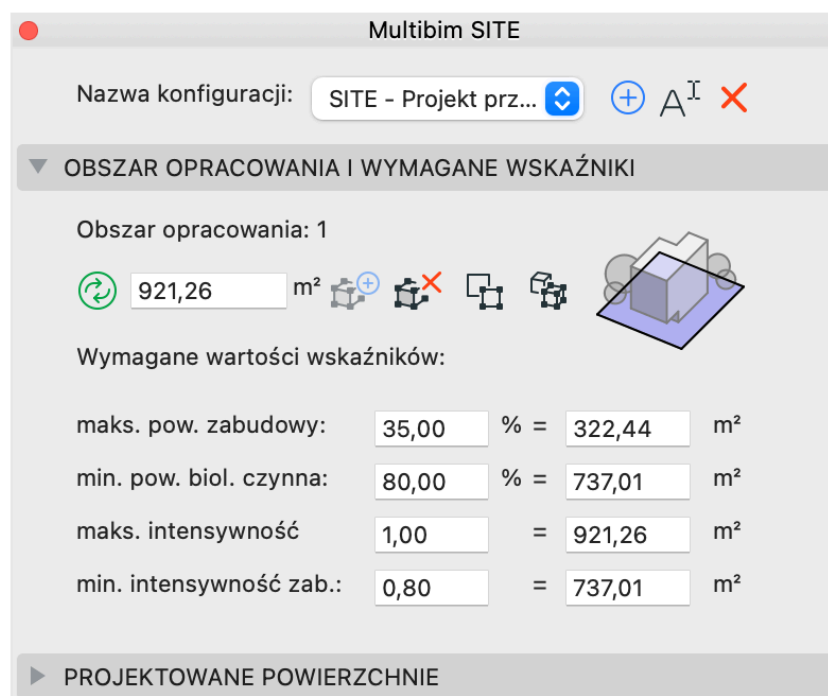 Multibim SITE
Nazwa konfiguracji: SITE - Projekt prz...
OBSZAR OPRACOWANIA I WYMAGANE WSKAŹNIKI
Obszar opracowania: 1
921,26 m²
Wymagane wartości wskaźników:
maks. pow. zabudowy: 35,00 % = 322,44 m²
min. pow. biol. czynna: 80,00 % = 737,01 m²
maks. intensywność 1,00 = 921,26 m²
min. intensywność zab.: 0,80 = 737,01 m²
PROJEKTOWANE POWIERZCHNIE